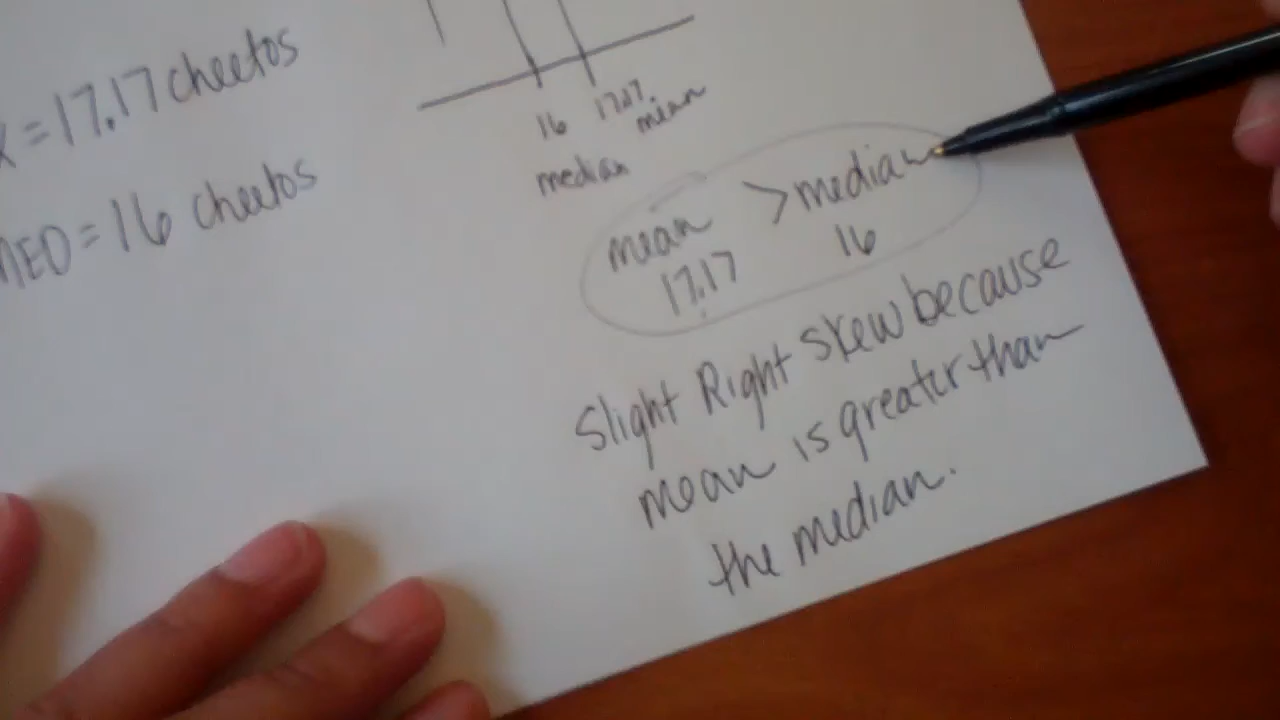 x̄ = 17.17 cheetos
MED = 16 cheetos
16 17.17
median mean
mean > median
17.17 16
Slight Right skew because
mean is greater than
the median.